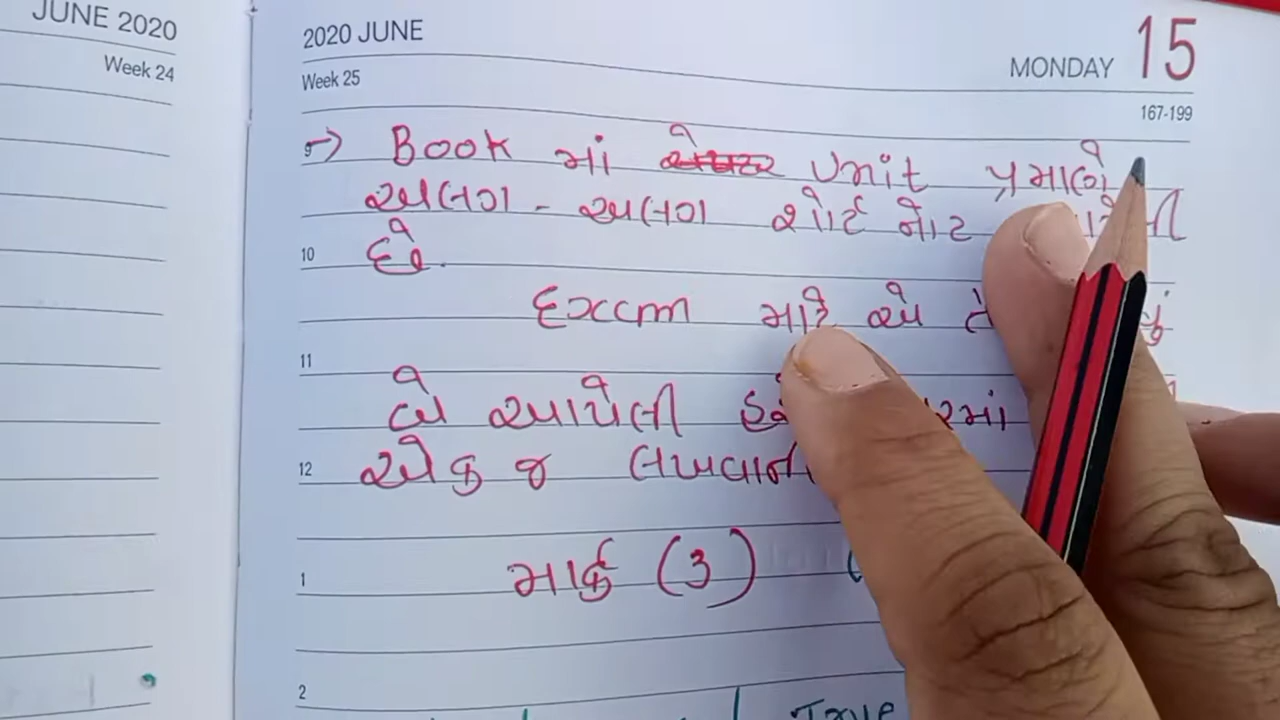 JUNE 2020
Week 24
2020 JUNE
Week 25
MONDAY 15
167-199
9 → Book માં Unit પ્રમાણે
અલગ - અલગ શોર્ટ નોટ
10 છે.
Exam માટે એ
11
બે આપેલી
12 એક જ લખવાની
1 માર્ક (3)
2
True